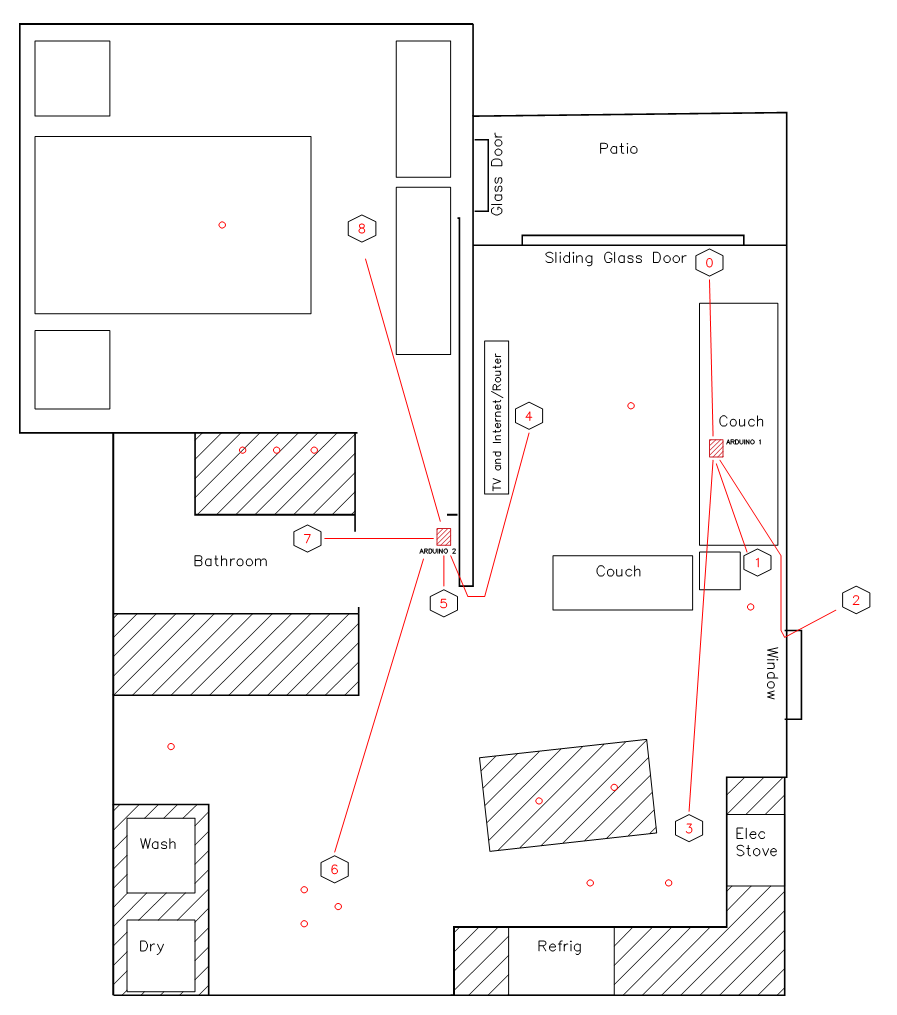 Patio
Glass Door
8
Sliding Glass Door
0
TV and Internet/Router
4
Couch
ARDUINO 1
7
ARDUINO 2
Bathroom
Couch
1
5
2
Window
3
Wash
Elec
Stove
6
Dry
Refrig